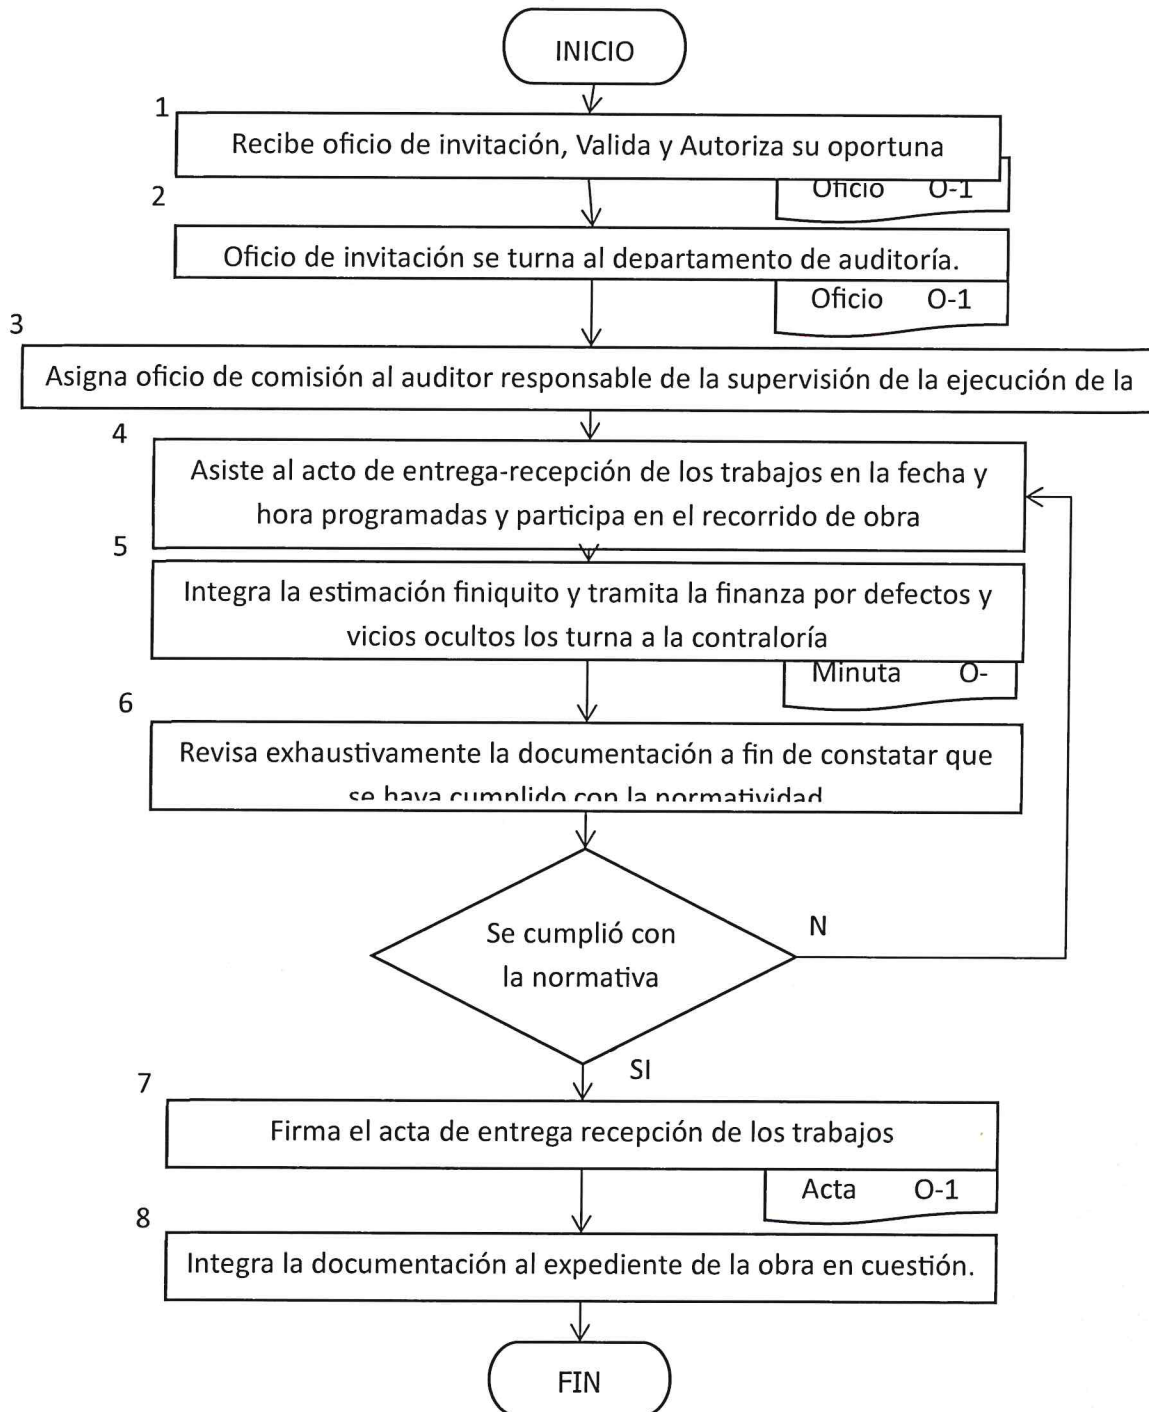 INICIO
1
Recibe oficio de invitación, Valida y Autoriza su oportuna
Oficio O-1
2
Oficio de invitación se turna al departamento de auditoría.
Oficio O-1
3
Asigna oficio de comisión al auditor responsable de la supervisión de la ejecución de la
4
Asiste al acto de entrega-recepción de los trabajos en la fecha y
hora programadas y participa en el recorrido de obra
5
Integra la estimación finiquito y tramita la finanza por defectos y
vicios ocultos los turna a la contraloría
Minuta O-
6
Revisa exhaustivamente la documentación a fin de constatar que
se haya cumplido con la normatividad
Se cumplió con
la normativa
N
SI
7
Firma el acta de entrega recepción de los trabajos
Acta O-1
8
Integra la documentación al expediente de la obra en cuestión.
FIN